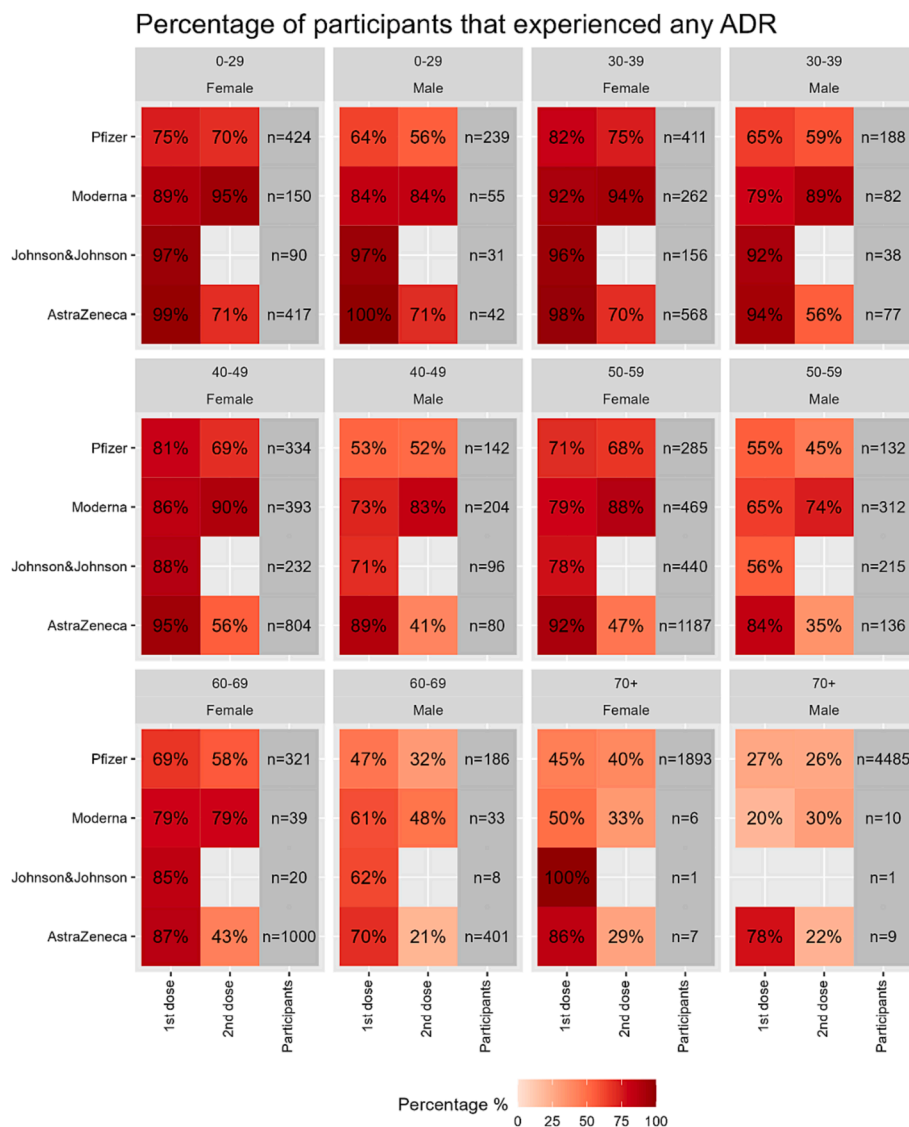 Percentage of participants that experienced any ADR
0-29 0-29 30-39 30-39
Female Male Female Male
Pfizer 75% 70% n=424 64% 56% n=239 82% 75% n=411 65% 59% n=188
Moderna 89% 95% n=150 84% 84% n=55 92% 94% n=262 79% 89% n=82
Johnson&Johnson 97% n=90 97% n=31 96% n=156 92% n=38
AstraZeneca 99% 71% n=417 100% 71% n=42 98% 70% n=568 94% 56% n=77
40-49 40-49 50-59 50-59
Female Male Female Male
Pfizer 81% 69% n=334 53% 52% n=142 71% 68% n=285 55% 45% n=132
Moderna 86% 90% n=393 73% 83% n=204 79% 88% n=469 65% 74% n=312
Johnson&Johnson 88% n=232 71% n=96 78% n=440 56% n=215
AstraZeneca 95% 56% n=804 89% 41% n=80 92% 47% n=1187 84% 35% n=136
60-69 60-69 70+ 70+
Female Male Female Male
Pfizer 69% 58% n=321 47% 32% n=186 45% 40% n=1893 27% 26% n=4485
Moderna 79% 79% n=39 61% 48% n=33 50% 33% n=6 20% 30% n=10
Johnson&Johnson 85% n=20 62% n=8 100% n=1 n=1
AstraZeneca 87% 43% n=1000 70% 21% n=401 86% 29% n=7 78% 22% n=9
1st dose 2nd dose Participants 1st dose 2nd dose Participants 1st dose 2nd dose Participants 1st dose 2nd dose Participants
Percentage %
0 25 50 75 100